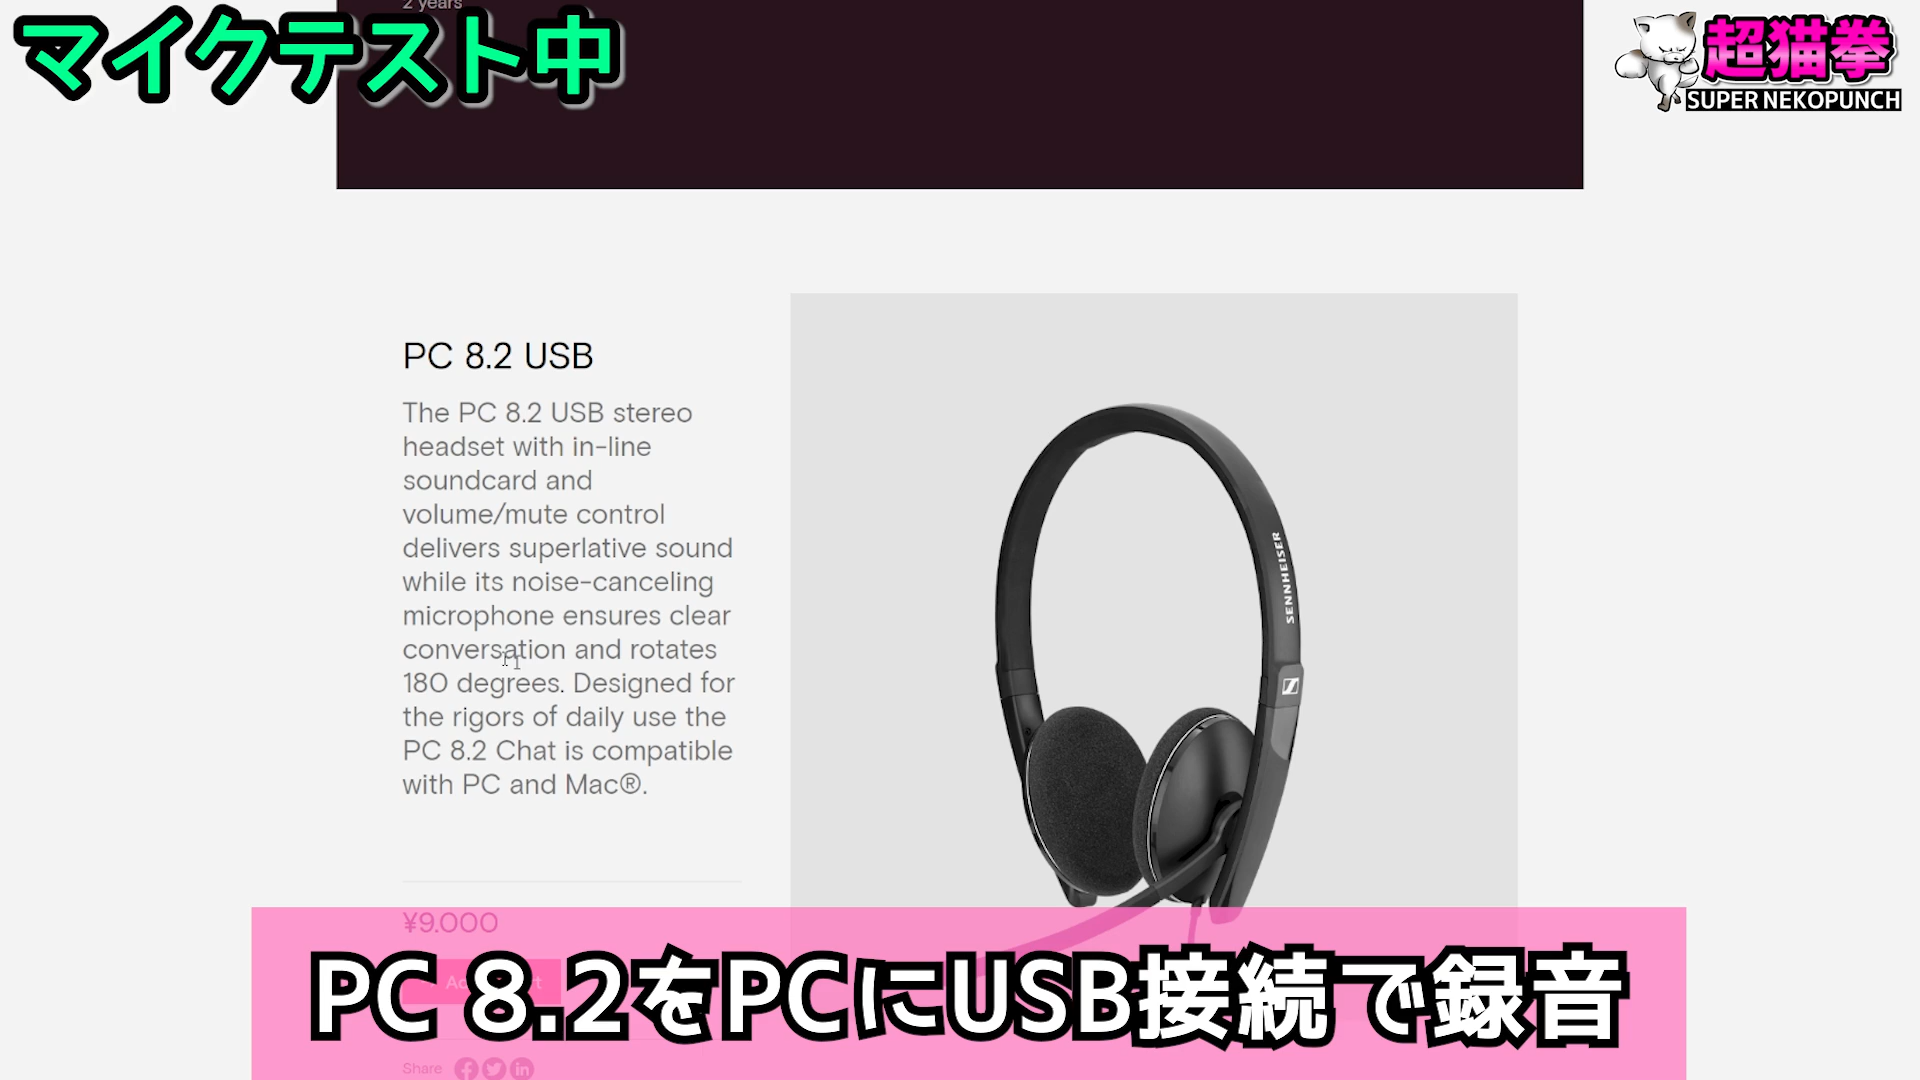 2 years
マイクテスト中
超猫拳
SUPER NEKOPUNCH
PC 8.2 USB
The PC 8.2 USB stereo
headset with in-line
soundcard and
volume/mute control
delivers superlative sound
while its noise-canceling
microphone ensures clear
conversation and rotates
180 degrees. Designed for
the rigors of daily use the
PC 8.2 Chat is compatible
with PC and Mac®.
SENNHEISER
¥9.000
PC 8.2をPCにUSB接続で録音
Share